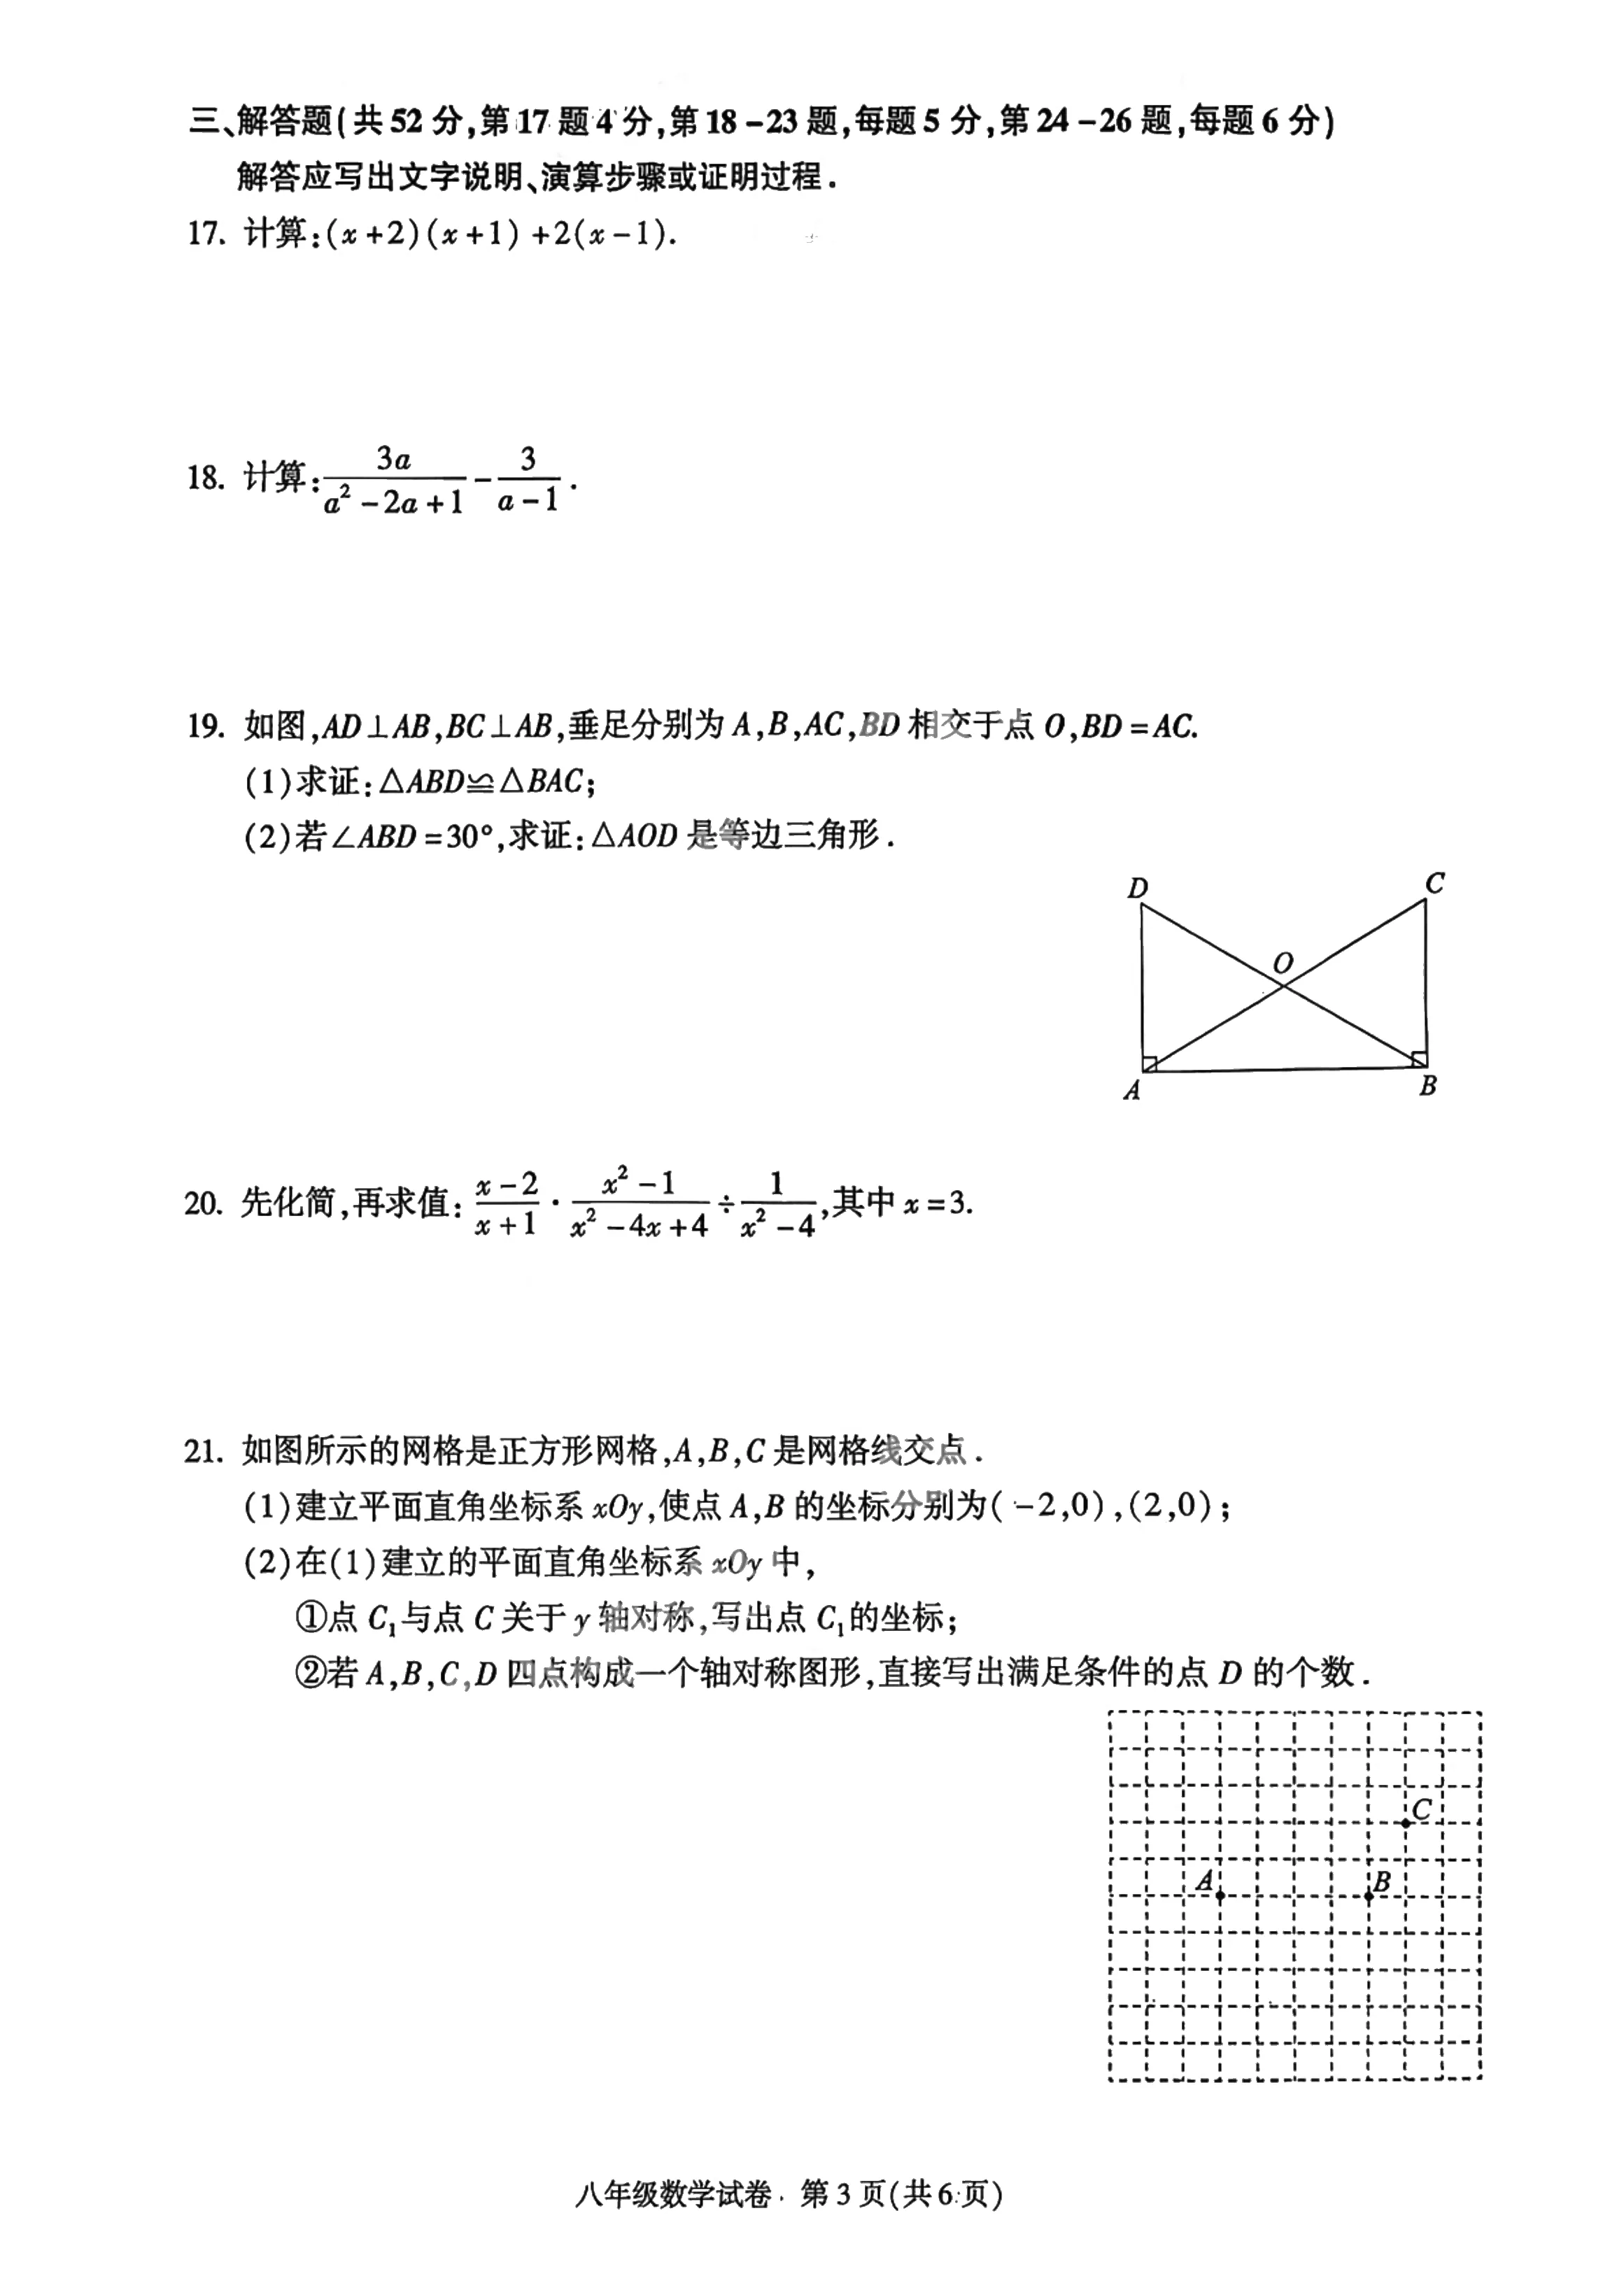 三、解答题(共52分,第17题4分,第18-23题,每题5分,第24-26题,每题6分)
解答应写出文字说明、演算步骤或证明过程.
17. 计算:(x+2)(x+1)+2(x-1).
18. 计算:3a/(a²-2a+1) - 3/(a-1).
19. 如图,AD⊥AB,BC⊥AB,垂足分别为A,B,AC,BD相交于点O,BD=AC.
(1)求证:△ABD≌△BAC;
(2)若∠ABD=30°,求证:△AOD是等边三角形.
D
C
O
A
B
20. 先化简,再求值: (x-2)/(x+1) · (x²-1)/(x²-4x+4) ÷ 1/(x²-4),其中x=3.
21. 如图所示的网格是正方形网格,A,B,C是网格线交点.
(1)建立平面直角坐标系xOy,使点A,B的坐标分别为(-2,0),(2,0);
(2)在(1)建立的平面直角坐标系xOy中,
①点C₁与点C关于y轴对称,写出点C₁的坐标;
②若A,B,C,D四点构成一个轴对称图形,直接写出满足条件的点D的个数.
C
A
B
八年级数学试卷 第3页(共6页)